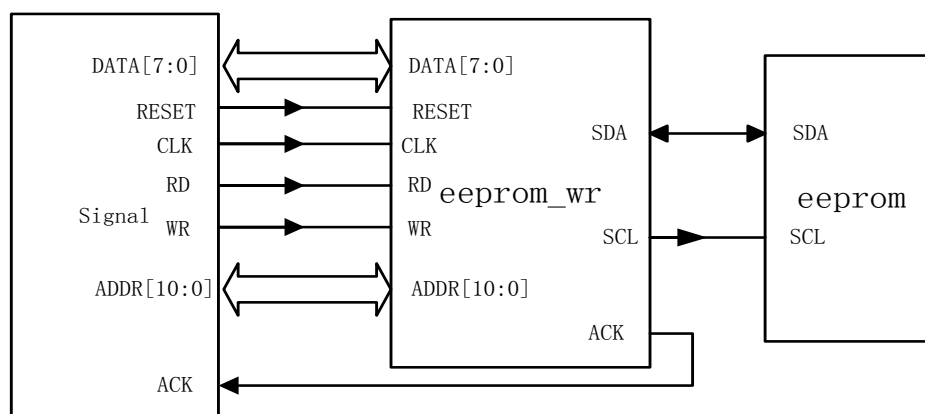 DATA[7:0]
RESET
CLK
RD
Signal
WR
ADDR[10:0]
ACK
DATA[7:0]
RESET
CLK
RD
eeprom_wr
WR
ADDR[10:0]
SDA
SCL
ACK
SDA
eeprom
SCL